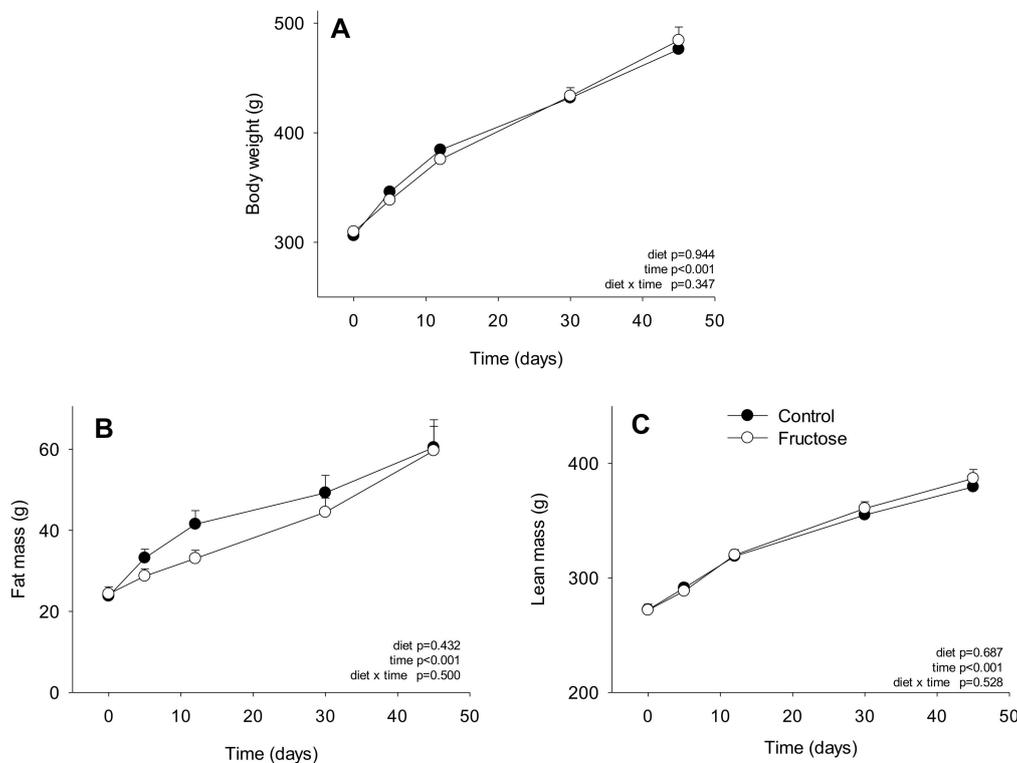 A
500
400
300
Body weight (g)
diet p=0.944
time p<0.001
diet x time p=0.347
0 10 20 30 40 50
Time (days)
B
60
40
20
0
Fat mass (g)
diet p=0.432
time p<0.001
diet x time p=0.500
0 10 20 30 40 50
Time (days)
C
Control
Fructose
400
300
200
Lean mass (g)
diet p=0.687
time p<0.001
diet x time p=0.528
0 10 20 30 40 50
Time (days)